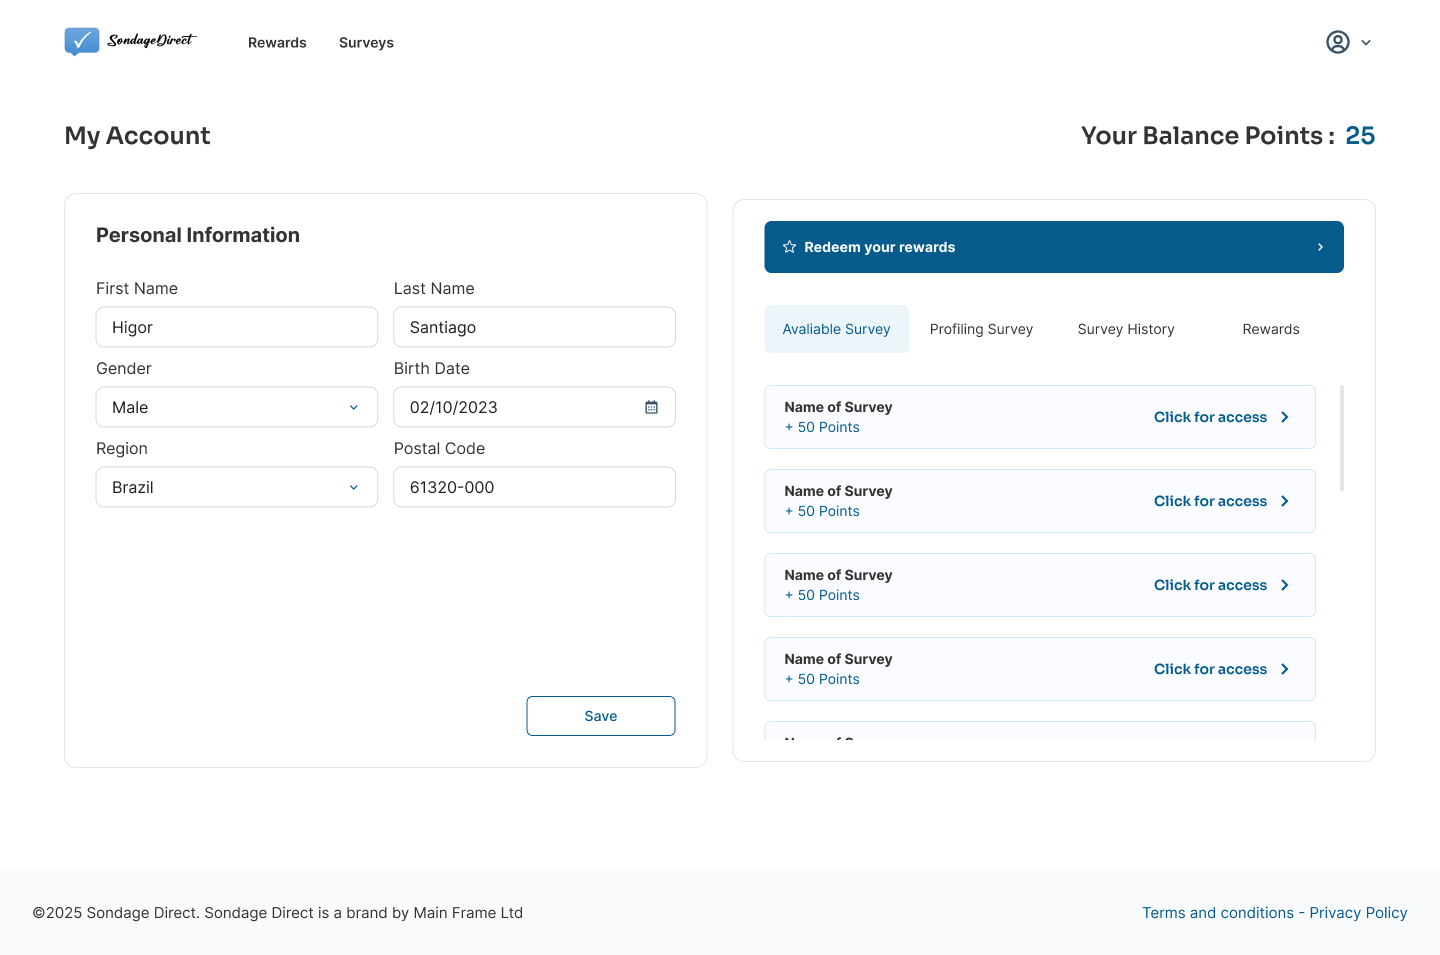 SondageDirect
Rewards
Surveys
My Account
Your Balance Points : 25
Personal Information
First Name
Last Name
Higor
Santiago
Gender
Birth Date
Male
02/10/2023
Region
Postal Code
Brazil
61320-000
Save
Redeem your rewards
Avaliable Survey
Profiling Survey
Survey History
Rewards
Name of Survey
+ 50 Points
Click for access
Name of Survey
+ 50 Points
Click for access
Name of Survey
+ 50 Points
Click for access
Name of Survey
+ 50 Points
Click for access
©2025 Sondage Direct. Sondage Direct is a brand by Main Frame Ltd
Terms and conditions - Privacy Policy